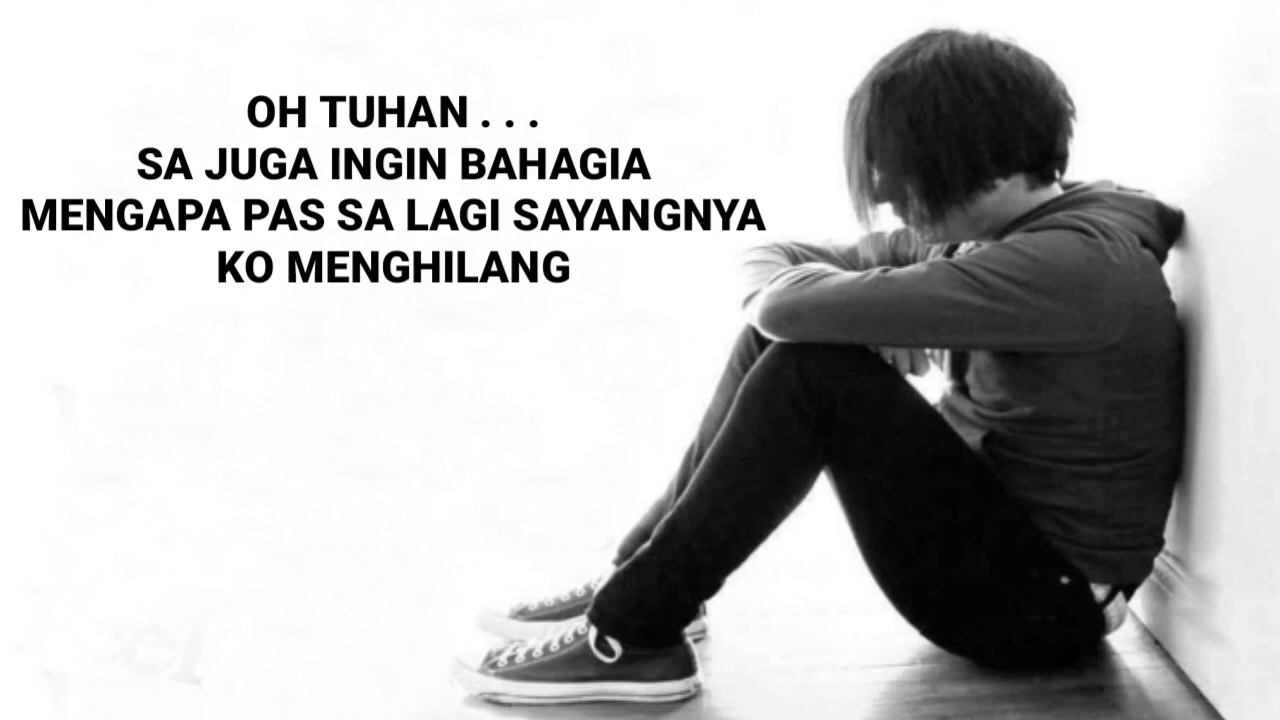 OH TUHAN . . .
SA JUGA INGIN BAHAGIA
MENGAPA PAS SA LAGI SAYANGNYA
KO MENGHILANG